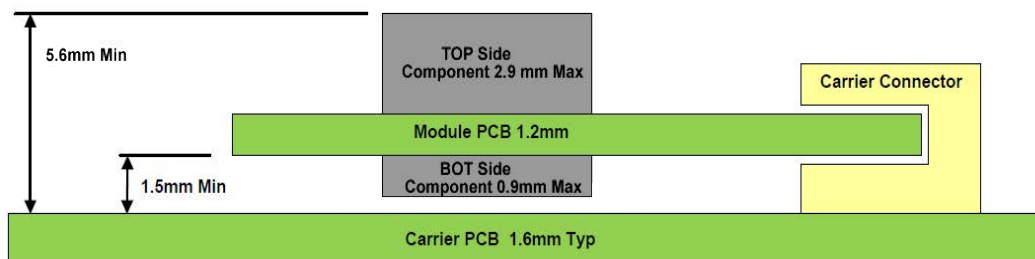 5.6mm Min
TOP Side
Component 2.9 mm Max
Carrier Connector
Module PCB 1.2mm
1.5mm Min
BOT Side
Component 0.9mm Max
Carrier PCB 1.6mm Typ